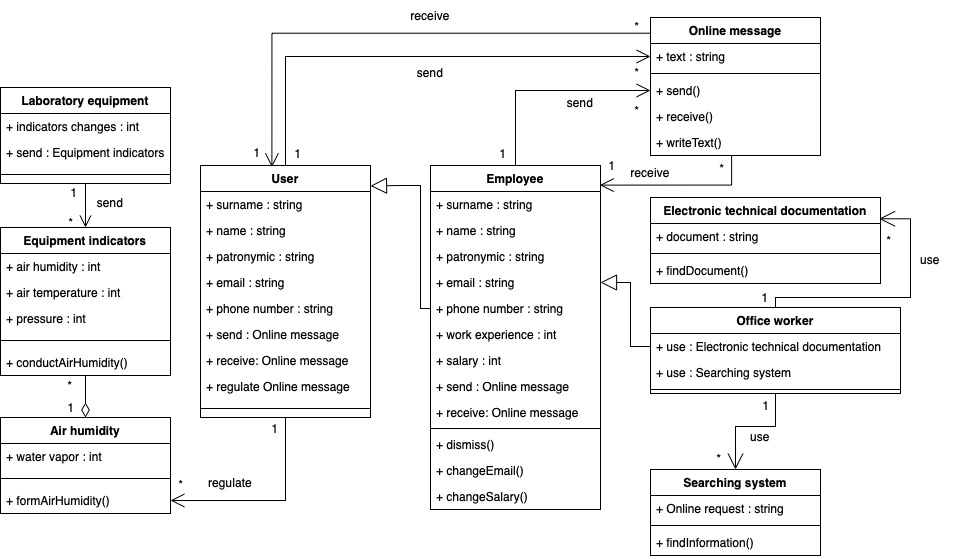 receive
*
Online message
+ text : string
*
+ send()
+ receive()
+ writeText()
send
send
*
Laboratory equipment
+ indicators changes : int
+ send : Equipment indicators
1
send
*
Equipment indicators
+ air humidity : int
+ air temperature : int
+ pressure : int
+ conductAirHumidity()
*
1
Air humidity
+ water vapor : int
+ formAirHumidity()
1
1
User
+ surname : string
+ name : string
+ patronymic : string
+ email : string
+ phone number : string
+ send : Online message
+ receive: Online message
+ regulate Online message
1
regulate
*
1
Employee
+ surname : string
+ name : string
+ patronymic : string
+ email : string
+ phone number : string
+ work experience : int
+ salary : int
+ send : Online message
+ receive: Online message
+ dismiss()
+ changeEmail()
+ changeSalary()
1
receive
*
Electronic technical documentation
+ document : string
+ findDocument()
*
use
1
Office worker
+ use : Electronic technical documentation
+ use : Searching system
1
use
*
Searching system
+ Online request : string
+ findInformation()